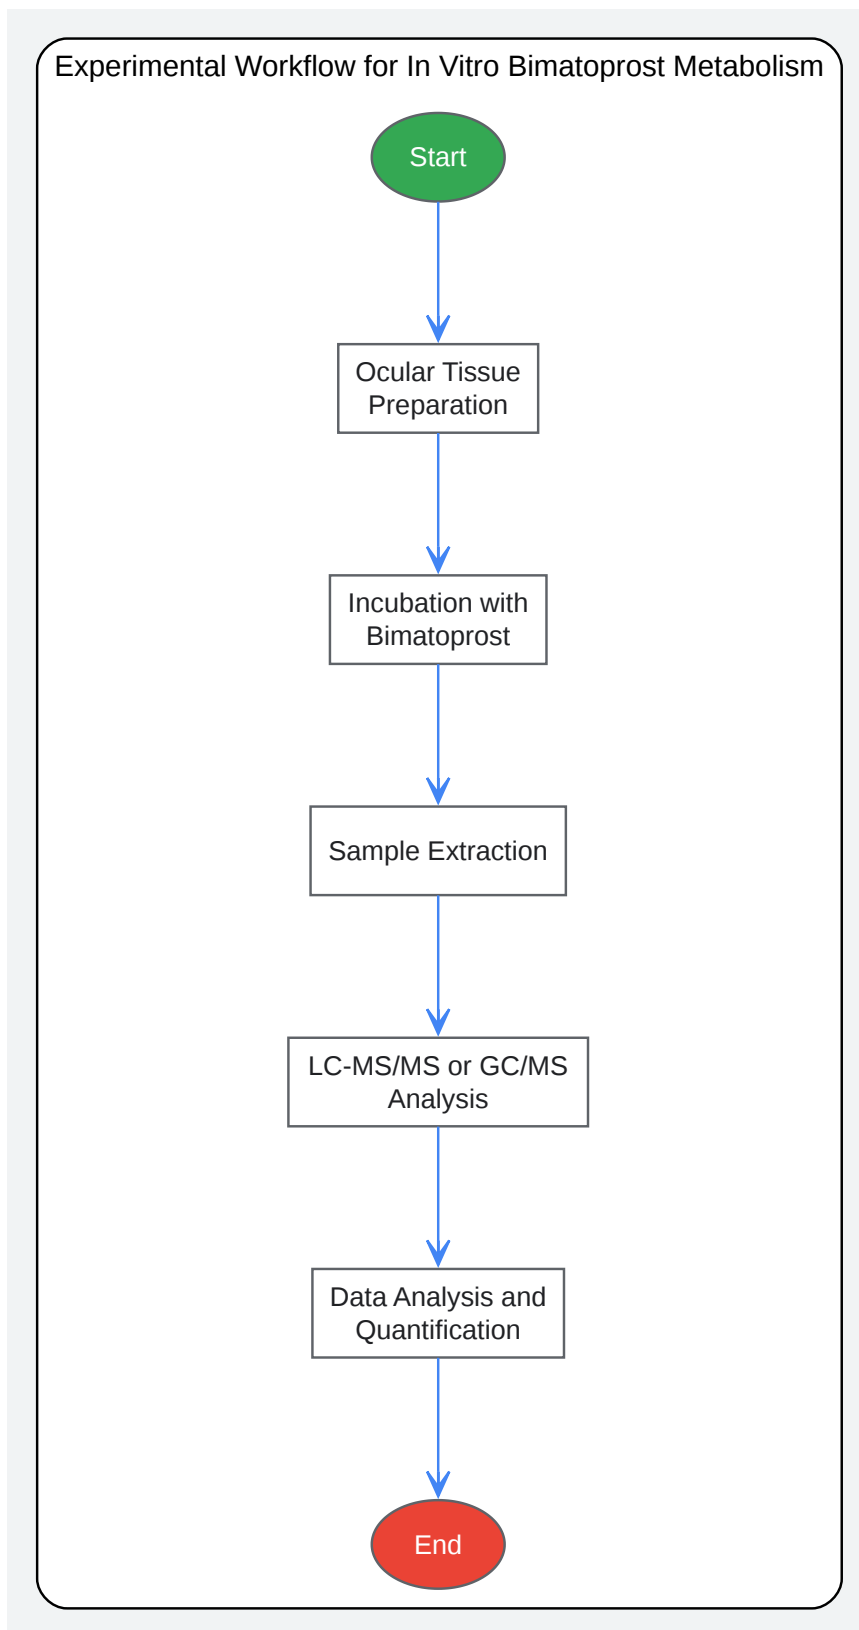 Experimental Workflow for In Vitro Bimatoprost Metabolism
Start
Ocular Tissue
Preparation
Incubation with
Bimatoprost
Sample Extraction
LC-MS/MS or GC/MS
Analysis
Data Analysis and
Quantification
End